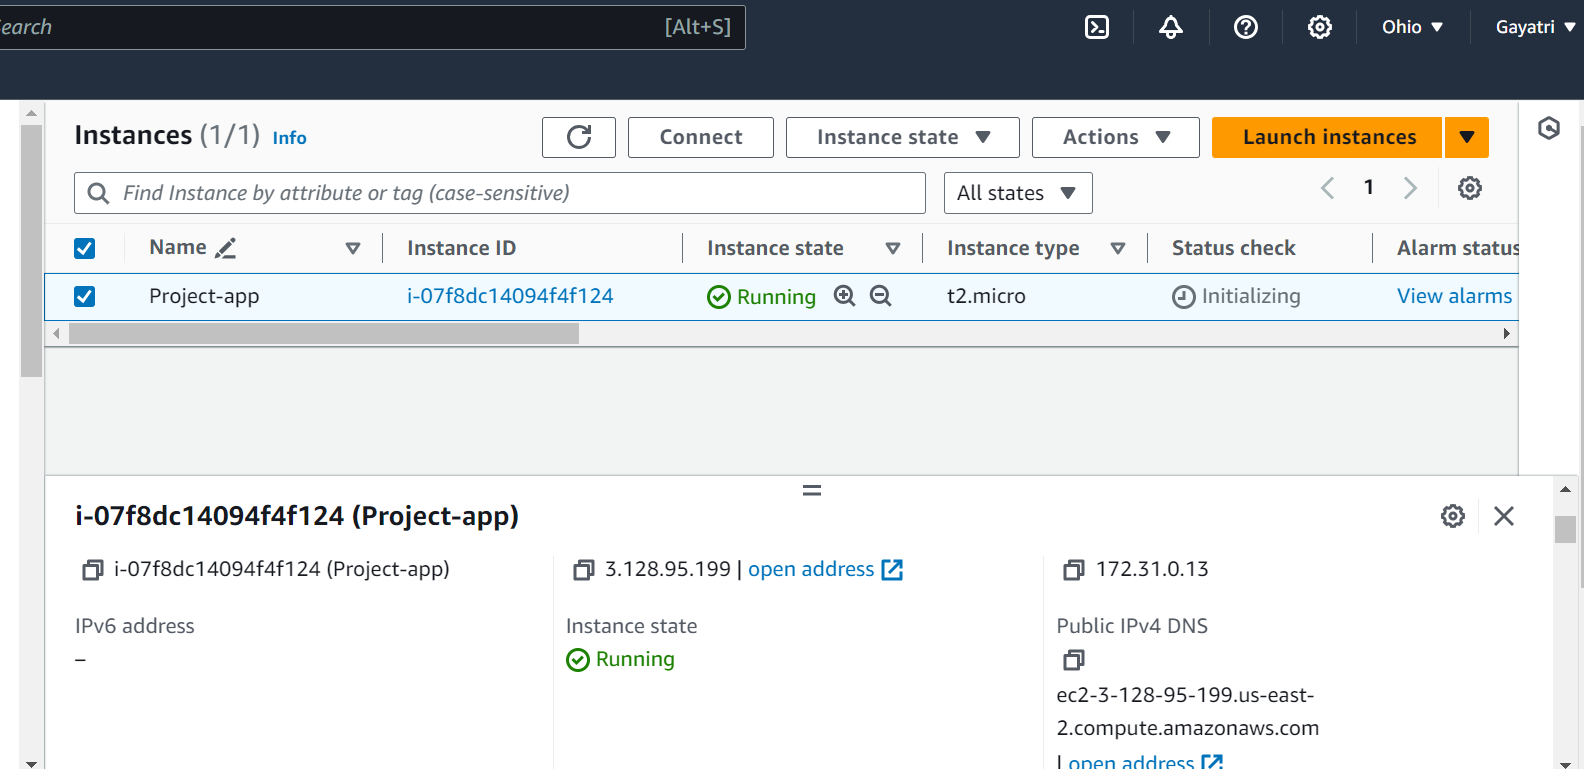 earch [Alt+S] Ohio Gayatri
Instances (1/1) Info Connect Instance state Actions Launch instances
Find Instance by attribute or tag (case-sensitive) All states 1
Name Instance ID Instance state Instance type Status check Alarm status
Project-app i-07f8dc14094f4f124 Running t2.micro Initializing View alarms
i-07f8dc14094f4f124 (Project-app)
i-07f8dc14094f4f124 (Project-app) 3.128.95.199 | open address 172.31.0.13
IPv6 address Instance state Public IPv4 DNS
– Running
ec2-3-128-95-199.us-east-
2.compute.amazonaws.com
| open address